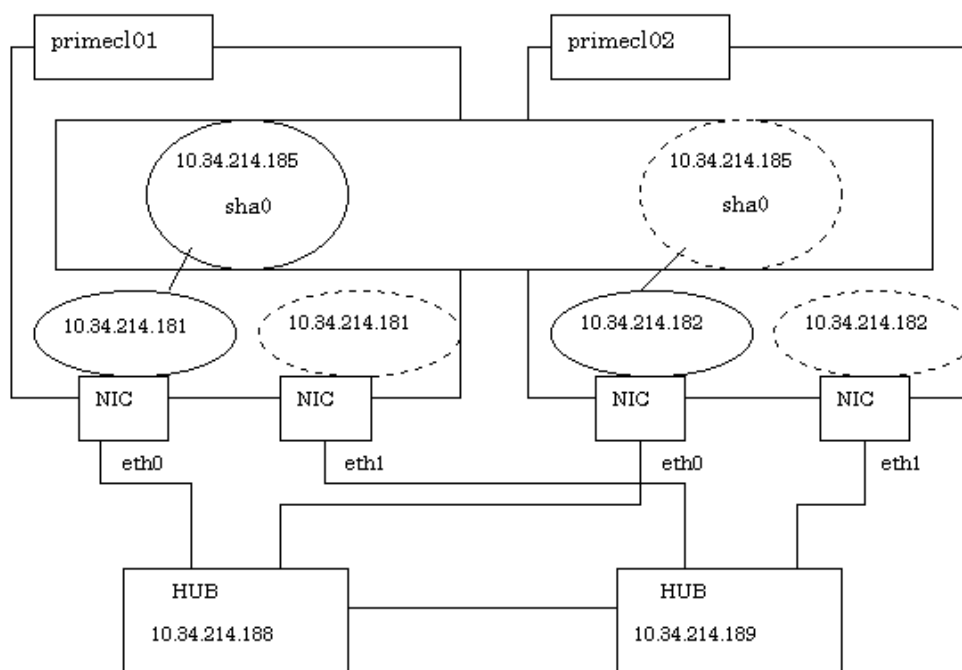 primecl01
primecl02
10.34.214.185
sha0
10.34.214.185
sha0
10.34.214.181
10.34.214.181
10.34.214.182
10.34.214.182
NIC
NIC
NIC
NIC
eth0
eth1
eth0
eth1
HUB
10.34.214.188
HUB
10.34.214.189